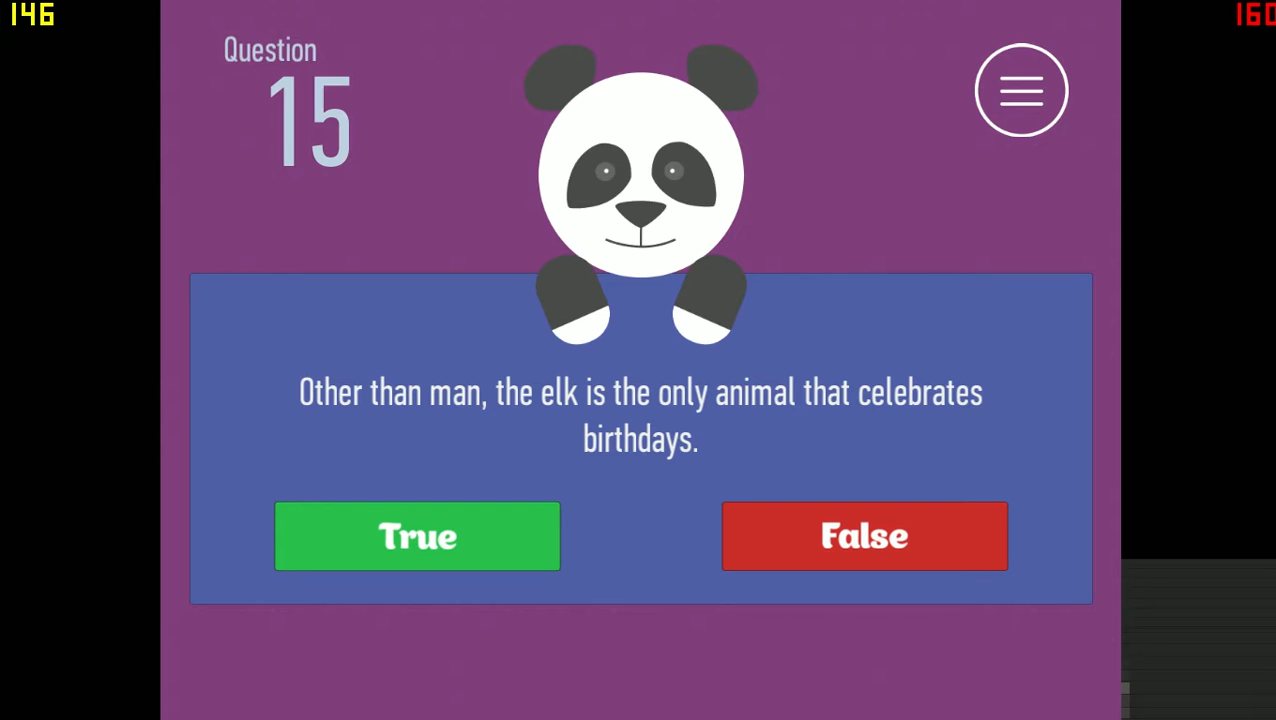 146
160
Question
15
Other than man, the elk is the only animal that celebrates
birthdays.
True
False